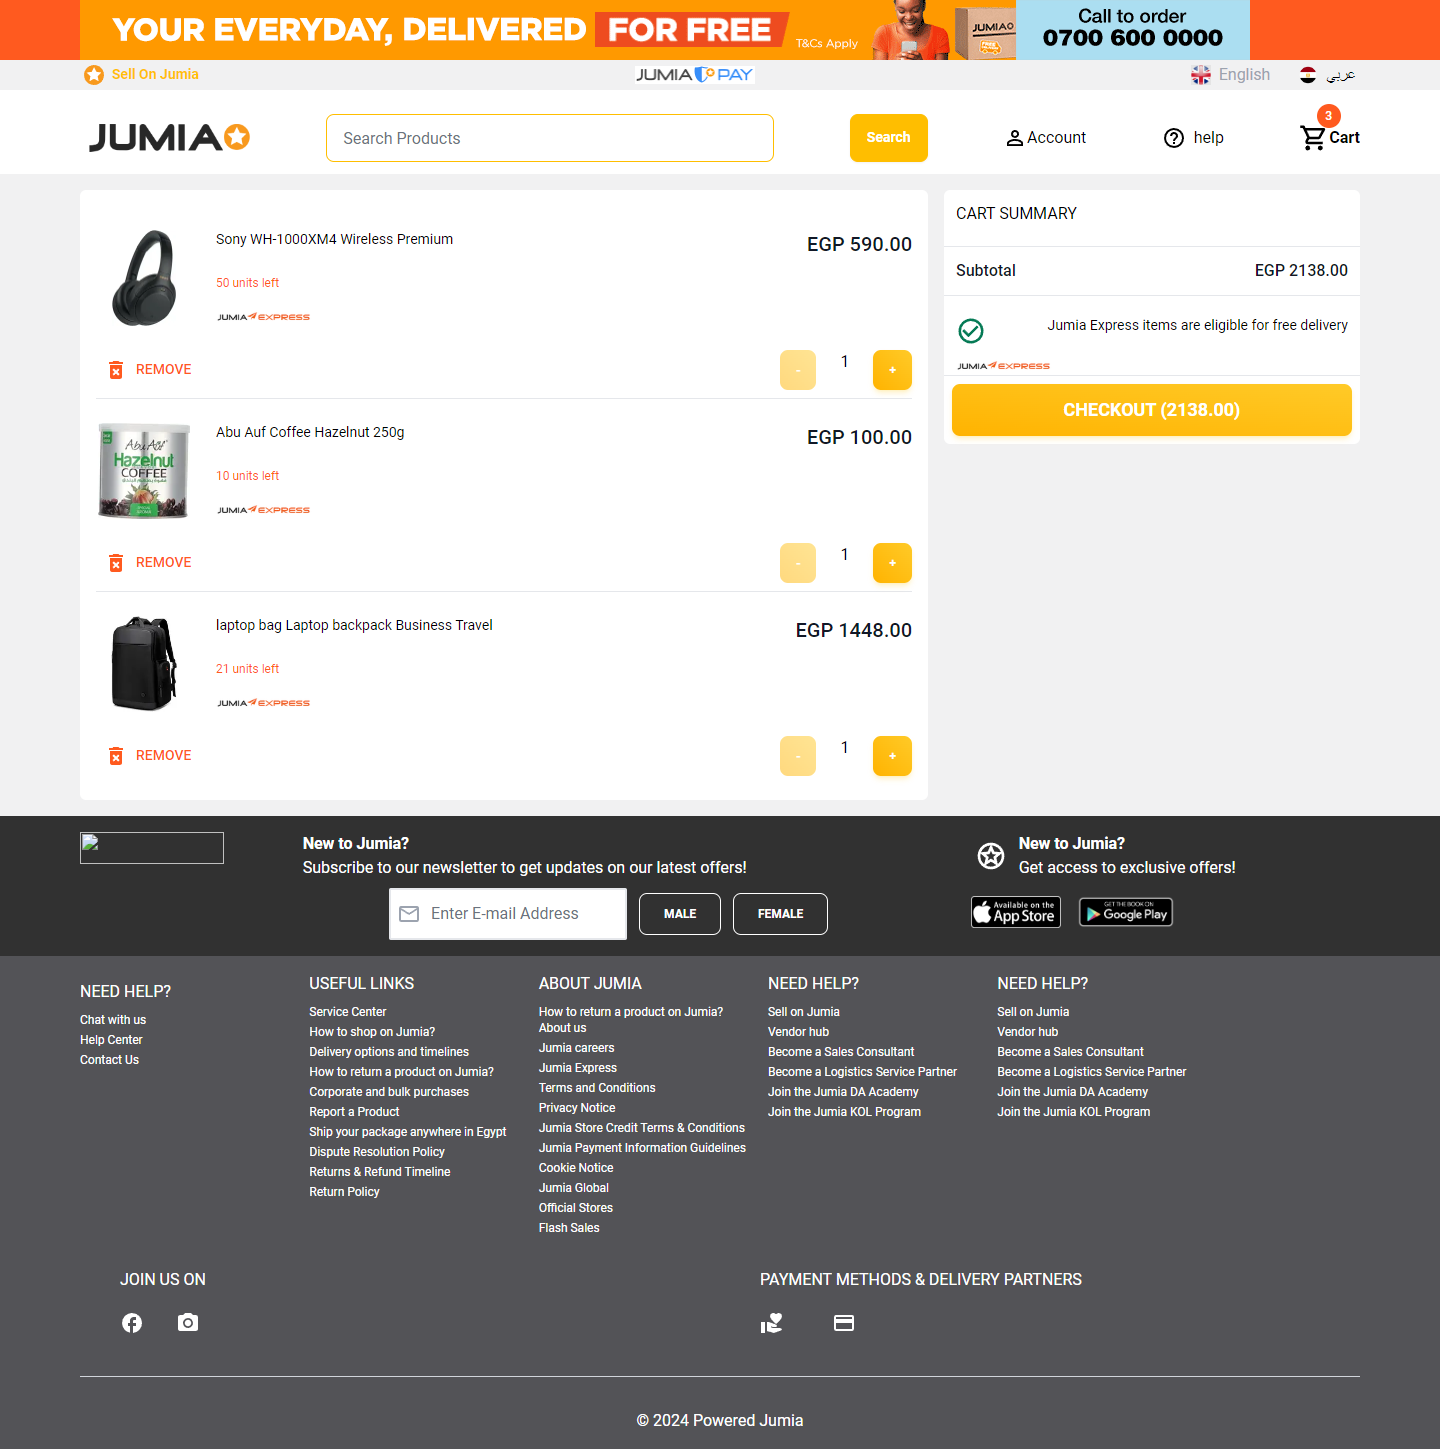 YOUR EVERYDAY, DELIVERED FOR FREE T&Cs Apply
JUMIA
Call to order
0700 600 0000
Sell On Jumia
JUMIA PAY
English
عربي
JUMIA
Search Products
Search
Account
help
3
Cart
Sony WH-1000XM4 Wireless Premium
EGP 590.00
50 units left
JUMIA EXPRESS
REMOVE
- 1 +
Abu Auf Coffee Hazelnut 250g
EGP 100.00
Abu Auf
Hazelnut
COFFEE
10 units left
JUMIA EXPRESS
REMOVE
- 1 +
laptop bag Laptop backpack Business Travel
EGP 1448.00
21 units left
JUMIA EXPRESS
REMOVE
- 1 +
CART SUMMARY
Subtotal EGP 2138.00
Jumia Express items are eligible for free delivery
JUMIA EXPRESS
CHECKOUT (2138.00)
New to Jumia?
Subscribe to our newsletter to get updates on our latest offers!
Enter E-mail Address
MALE
FEMALE
New to Jumia?
Get access to exclusive offers!
Available on the
App Store
GET THE BOOK ON
Google Play
NEED HELP?
Chat with us
Help Center
Contact Us
USEFUL LINKS
Service Center
How to shop on Jumia?
Delivery options and timelines
How to return a product on Jumia?
Corporate and bulk purchases
Report a Product
Ship your package anywhere in Egypt
Dispute Resolution Policy
Returns & Refund Timeline
Return Policy
ABOUT JUMIA
How to return a product on Jumia?
About us
Jumia careers
Jumia Express
Terms and Conditions
Privacy Notice
Jumia Store Credit Terms & Conditions
Jumia Payment Information Guidelines
Cookie Notice
Jumia Global
Official Stores
Flash Sales
NEED HELP?
Sell on Jumia
Vendor hub
Become a Sales Consultant
Become a Logistics Service Partner
Join the Jumia DA Academy
Join the Jumia KOL Program
NEED HELP?
Sell on Jumia
Vendor hub
Become a Sales Consultant
Become a Logistics Service Partner
Join the Jumia DA Academy
Join the Jumia KOL Program
JOIN US ON
PAYMENT METHODS & DELIVERY PARTNERS
© 2024 Powered Jumia